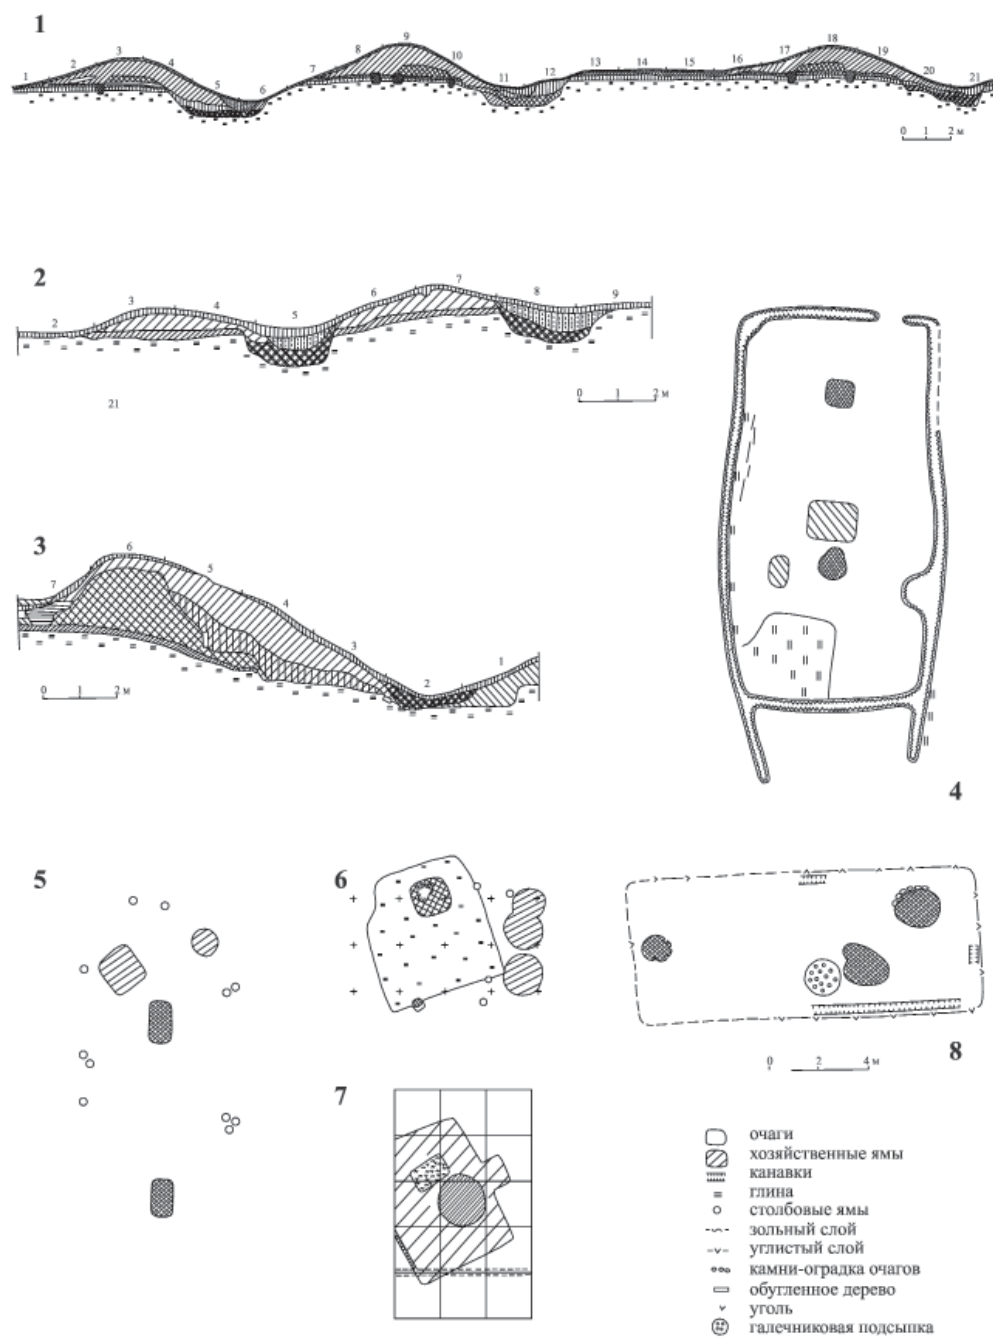 1
1 2 3 4 5 6 7 8 9 10 11 12 13 14 15 16 17 18 19 20 21
0 1 2 м
2
2 3 4 5 6 7 8 9
0 1 2 м
21
3
7 6 5 4 3 2 1
0 1 2 м
4
5
6
7
8
0 2 4 м
очаги
хозяйственные ямы
канавки
глина
столбовые ямы
зольный слой
углистый слой
камни-оградка очагов
обугленное дерево
уголь
галечниковая подсыпка